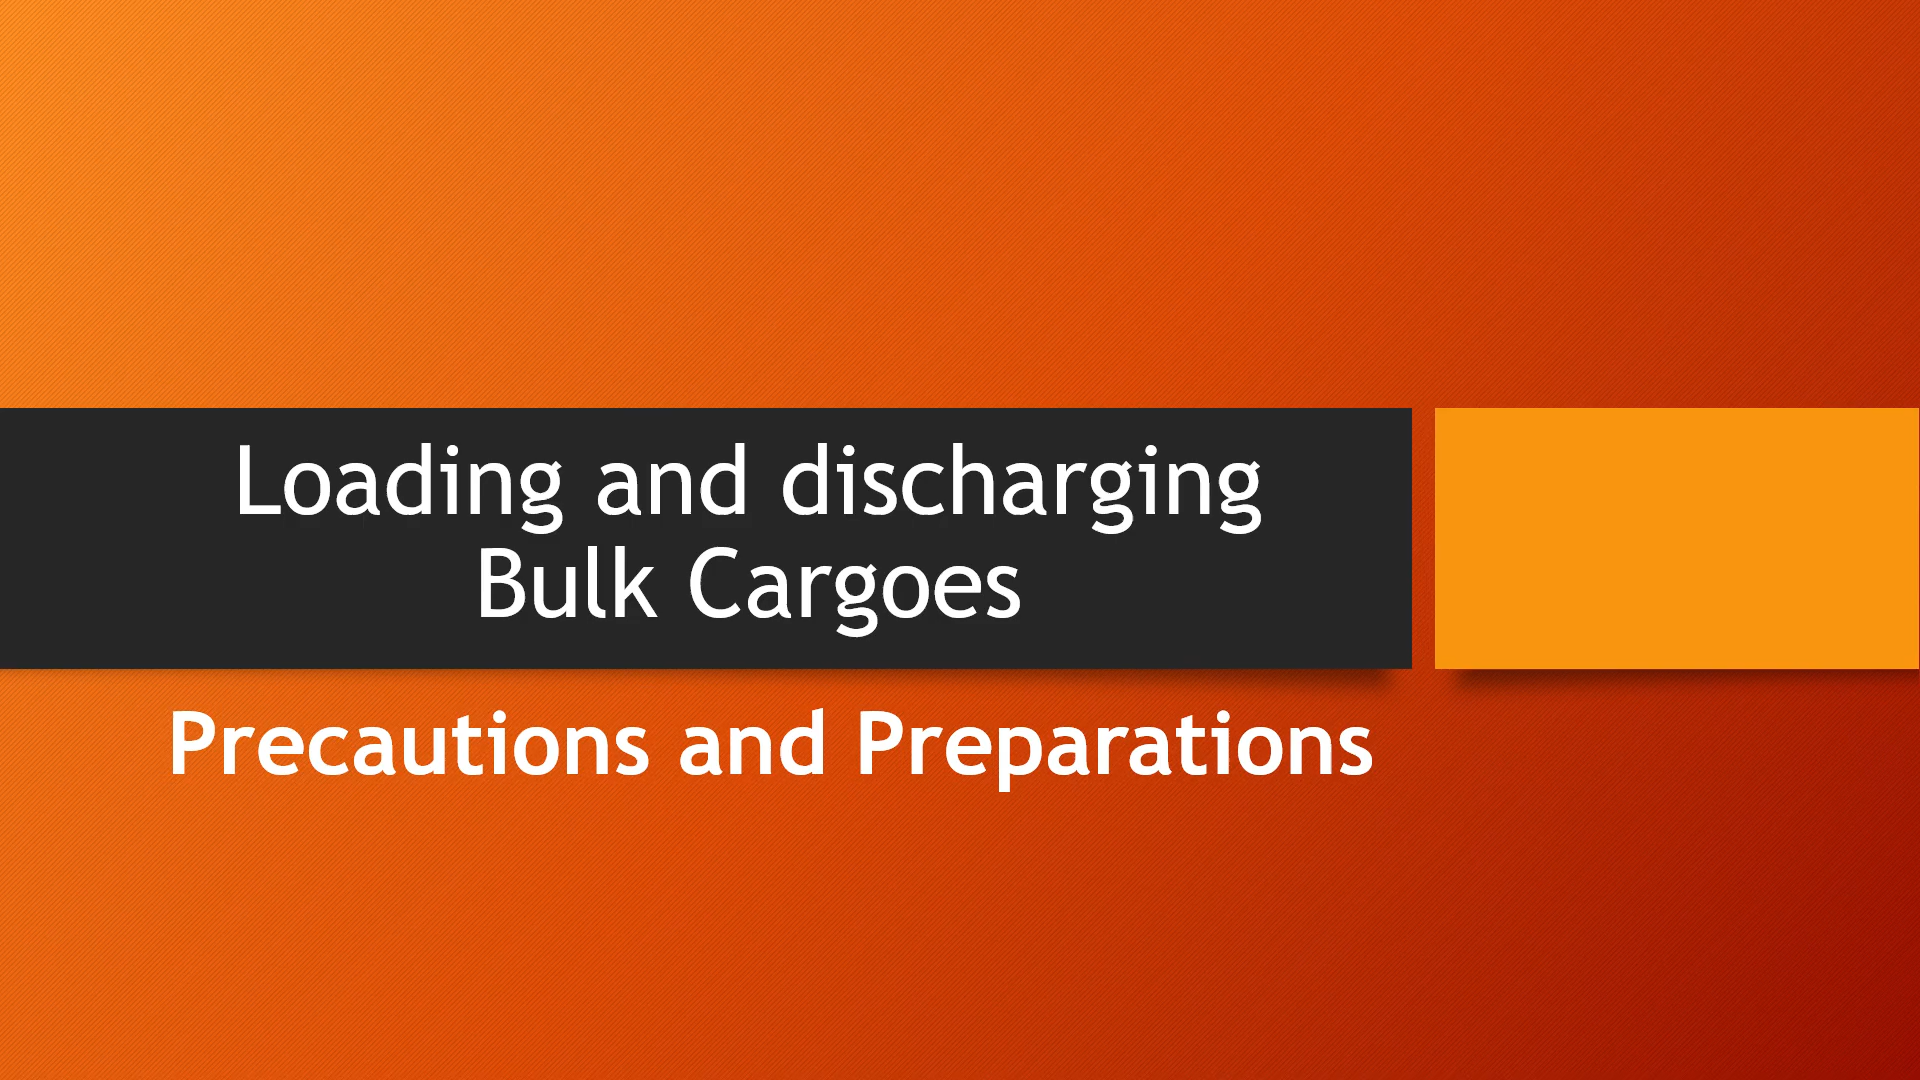 Loading and discharging
Bulk Cargoes
Precautions and Preparations